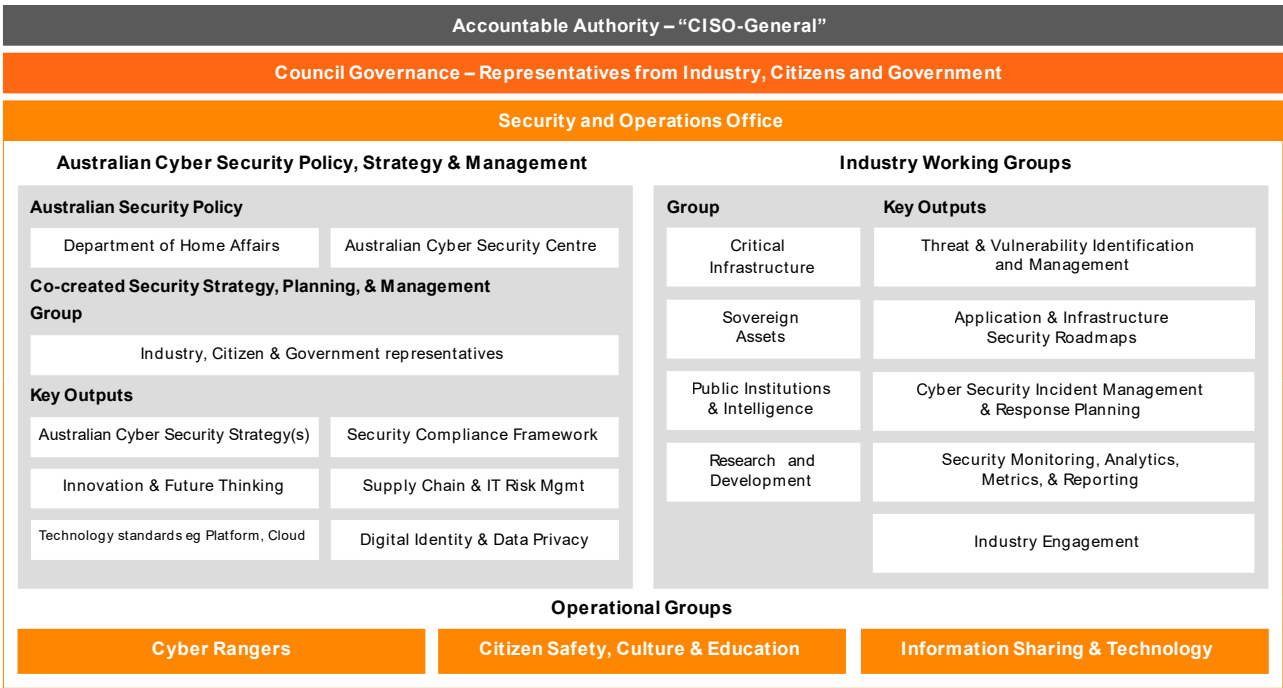 Accountable Authority – “CISO-General”
Council Governance – Representatives from Industry, Citizens and Government
Security and Operations Office
Australian Cyber Security Policy, Strategy & Management
Australian Security Policy
Department of Home Affairs
Australian Cyber Security Centre
Co-created Security Strategy, Planning, & Management
Group
Industry, Citizen & Government representatives
Key Outputs
Australian Cyber Security Strategy(s)
Security Compliance Framework
Innovation & Future Thinking
Supply Chain & IT Risk Mgmt
Technology standards eg Platform, Cloud
Digital Identity & Data Privacy
Industry Working Groups
Group
Key Outputs
Critical
Infrastructure
Threat & Vulnerability Identification
and Management
Sovereign
Assets
Application & Infrastructure
Security Roadmaps
Public Institutions
& Intelligence
Cyber Security Incident Management
& Response Planning
Research and
Development
Security Monitoring, Analytics,
Metrics, & Reporting
Industry Engagement
Operational Groups
Cyber Rangers
Citizen Safety, Culture & Education
Information Sharing & Technology